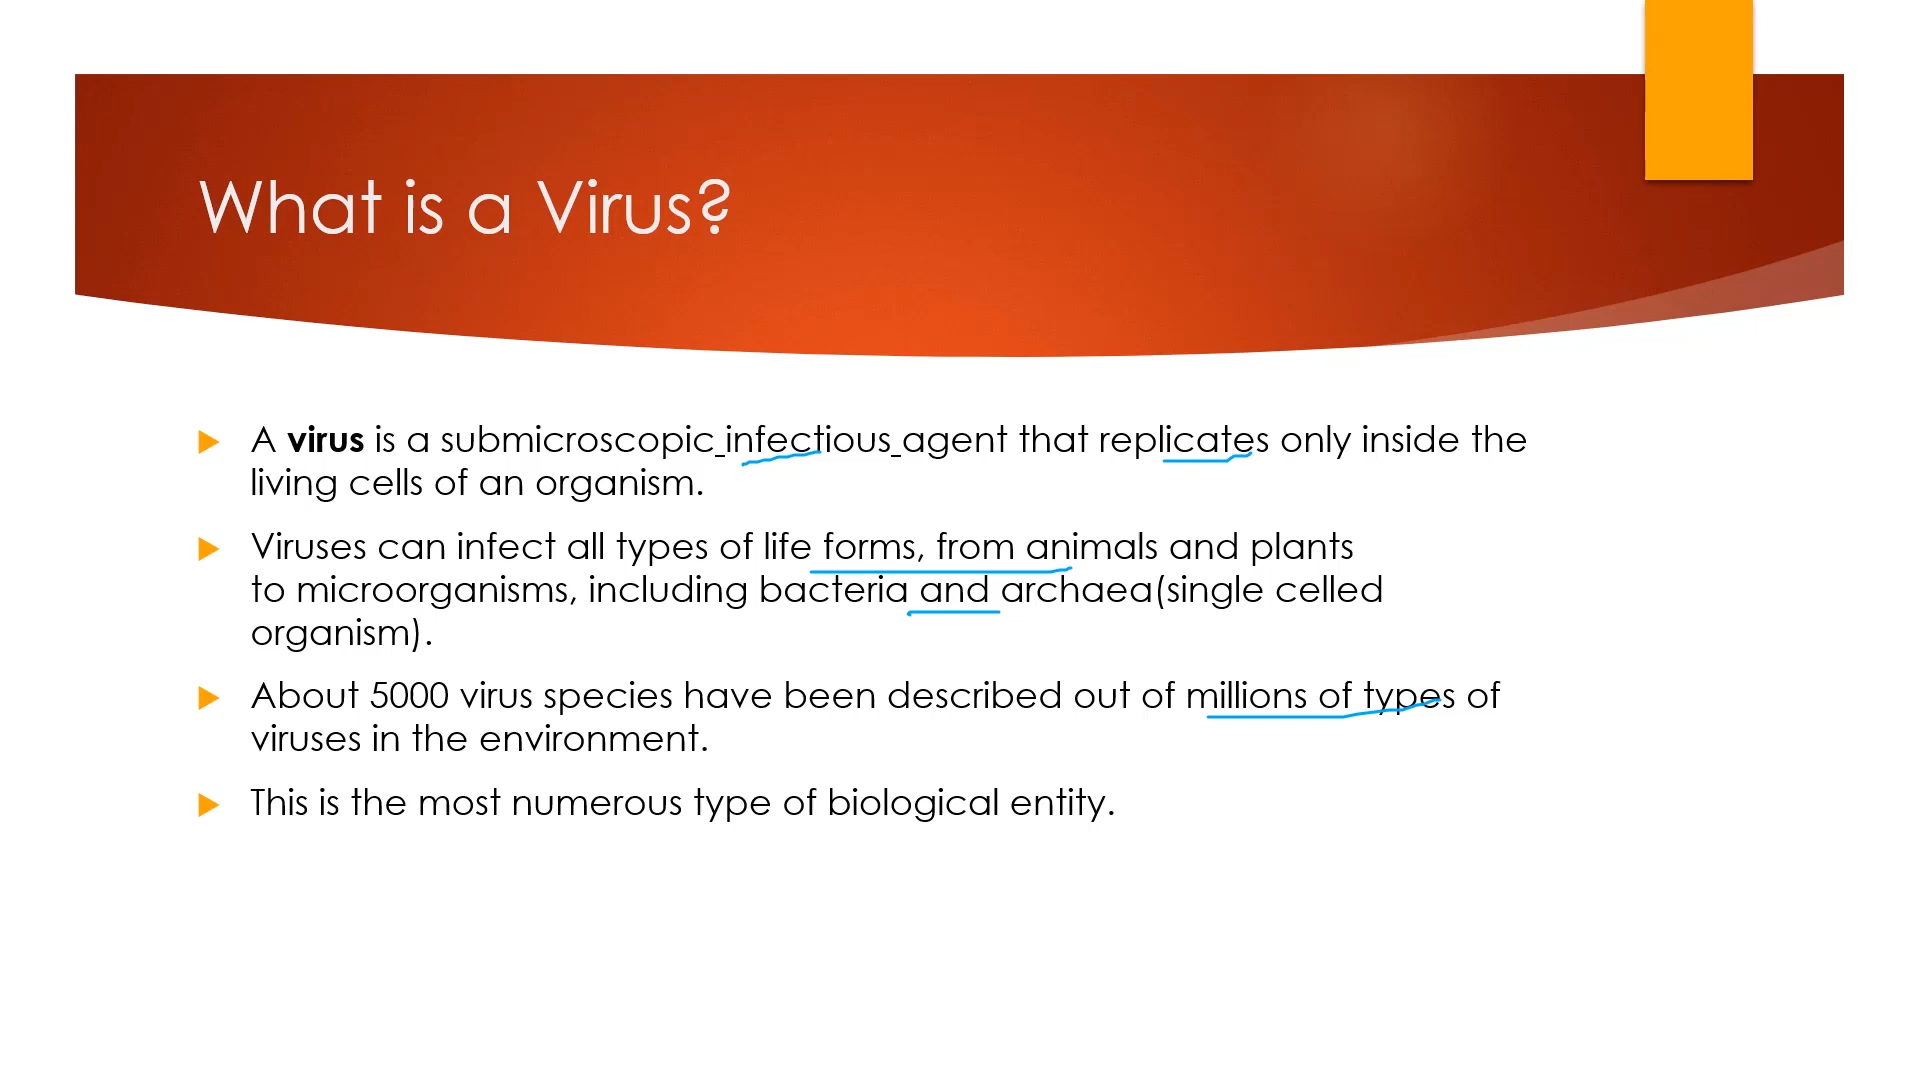 What is a Virus?
A virus is a submicroscopic infectious agent that replicates only inside the
living cells of an organism.
Viruses can infect all types of life forms, from animals and plants
to microorganisms, including bacteria and archaea(single celled
organism).
About 5000 virus species have been described out of millions of types of
viruses in the environment.
This is the most numerous type of biological entity.